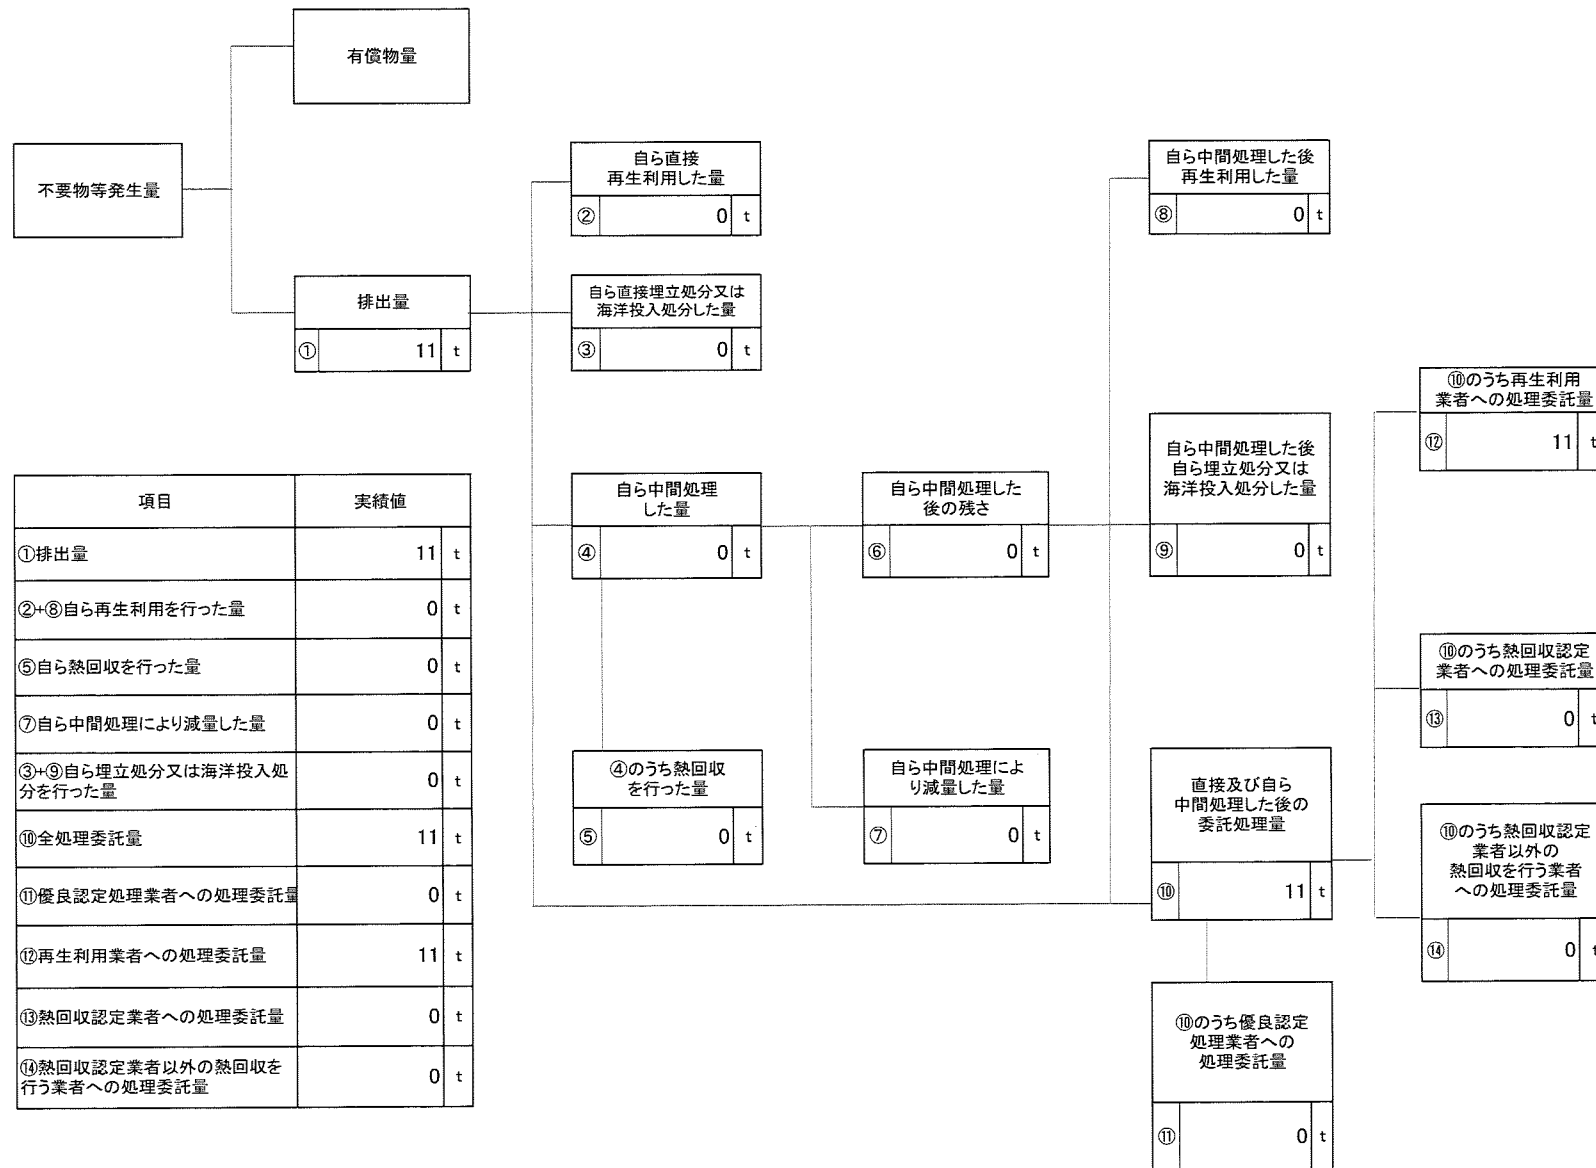 有償物量
不要物等発生量
排出量
① 11 t
自ら直接
再生利用した量
② 0 t
自ら直接埋立処分又は
海洋投入処分した量
③ 0 t
自ら中間処理
した量
④ 0 t
④のうち熱回収
を行った量
⑤ 0 t
自ら中間処理した
後の残さ
⑥ 0 t
自ら中間処理によ
り減量した量
⑦ 0 t
自ら中間処理した後
再生利用した量
⑧ 0 t
自ら中間処理した後
自ら埋立処分又は
海洋投入処分した量
⑨ 0 t
直接及び自ら
中間処理した後の
委託処理量
⑩ 11 t
⑩のうち優良認定
処理業者への
処理委託量
⑪ 0 t
⑩のうち再生利用
業者への処理委託量
⑫ 11 t
⑩のうち熱回収認定
業者への処理委託量
⑬ 0 t
⑩のうち熱回収認定
業者以外の
熱回収を行う業者
への処理委託量
⑭ 0 t
項目 実績値
①排出量 11 t
②+⑧自ら再生利用を行った量 0 t
⑤自ら熱回収を行った量 0 t
⑦自ら中間処理により減量した量 0 t
③+⑨自ら埋立処分又は海洋投入処
分を行った量 0 t
⑩全処理委託量 11 t
⑪優良認定処理業者への処理委託量 0 t
⑫再生利用業者への処理委託量 11 t
⑬熱回収認定業者への処理委託量 0 t
⑭熱回収認定業者以外の熱回収を
行う業者への処理委託量 0 t